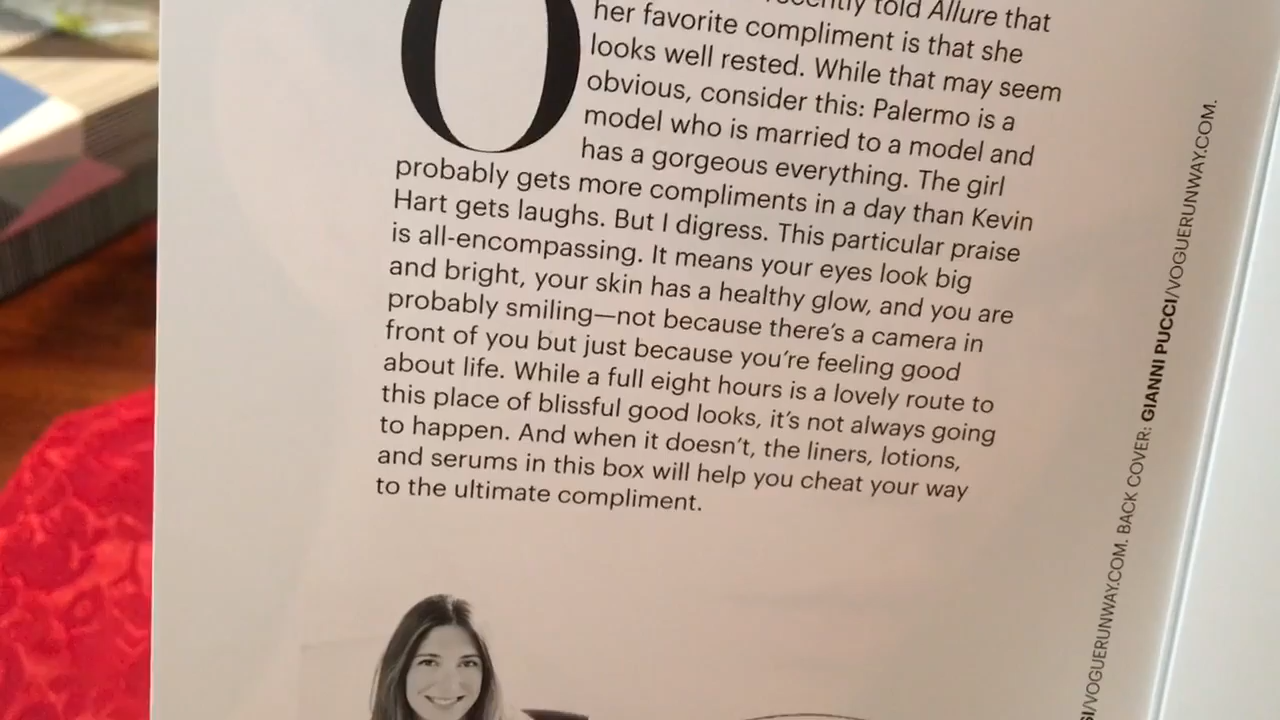 O
told Allure that
her favorite compliment is that she
looks well rested. While that may seem
obvious, consider this: Palermo is a
model who is married to a model and
has a gorgeous everything. The girl
probably gets more compliments in a day than Kevin
Hart gets laughs. But I digress. This particular praise
is all-encompassing. It means your eyes look big
and bright, your skin has a healthy glow, and you are
probably smiling—not because there's a camera in
front of you but just because you're feeling good
about life. While a full eight hours is a lovely route to
this place of blissful good looks, it's not always going
to happen. And when it doesn't, the liners, lotions,
and serums in this box will help you cheat your way
to the ultimate compliment.
/VOGUERUNWAY.COM. BACK COVER: GIANNI PUCCI/VOGUERUNWAY.COM.